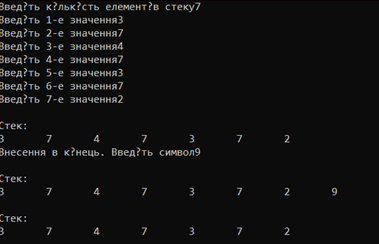 Введ?ть к?льк?сть елемент?в стеку7
Введ?ть 1-е значення3
Введ?ть 2-е значення7
Введ?ть 3-е значення4
Введ?ть 4-е значення7
Введ?ть 5-е значення3
Введ?ть 6-е значення7
Введ?ть 7-е значення2
Стек:
3 7 4 7 3 7 2
Внесення в к?нець. Введ?ть символ9
Стек:
3 7 4 7 3 7 2 9
Стек:
3 7 4 7 3 7 2